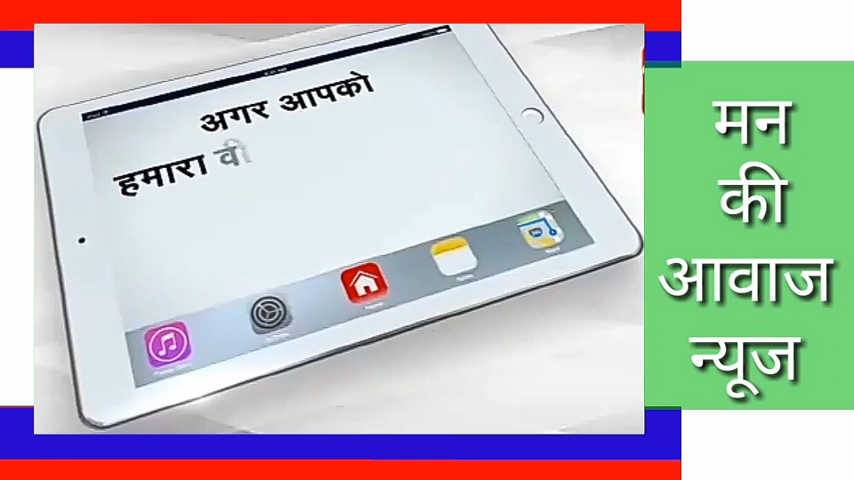 अगर आपको
हमारा वी
मन
की
आवाज
न्यूज